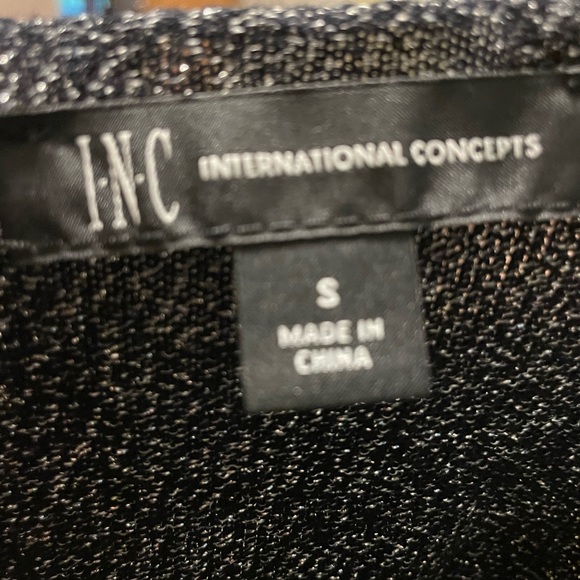 I·N·C INTERNATIONAL CONCEPTS
S
MADE IN
CHINA